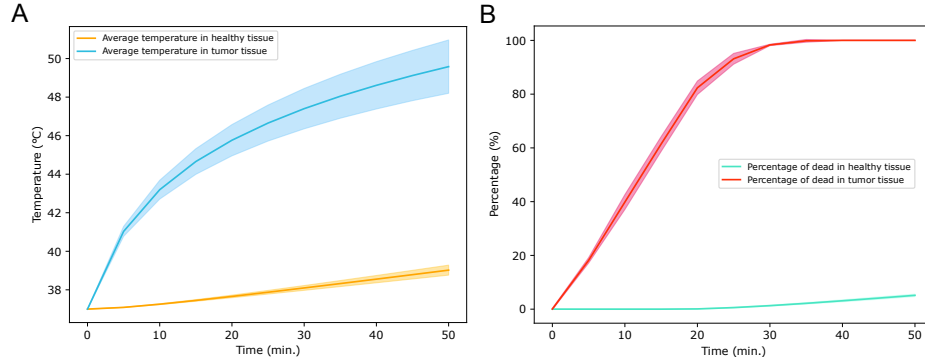 A
Average temperature in healthy tissue
Average temperature in tumor tissue
Temperature (°C)
50
48
46
44
42
40
38
0 10 20 30 40 50
Time (min.)
B
Percentage (%)
100
80
60
40
20
0
Percentage of dead in healthy tissue
Percentage of dead in tumor tissue
0 10 20 30 40 50
Time (min.)